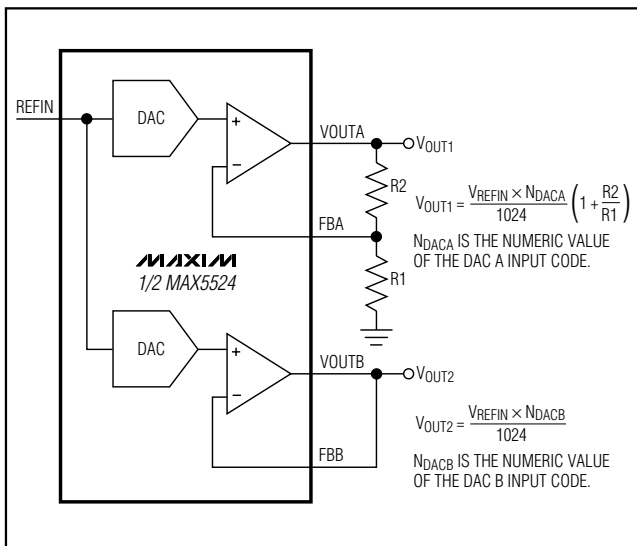 REFIN
DAC
+
−
VOUTA
VOUT1
R2
FBA
R1
VOUT1 = VREFIN × NDACA / 1024 (1 + R2 / R1)
NDACA IS THE NUMERIC VALUE
OF THE DAC A INPUT CODE.
MAXIM
1/2 MAX5524
DAC
+
−
VOUTB
VOUT2
FBB
VOUT2 = VREFIN × NDACB / 1024
NDACB IS THE NUMERIC VALUE
OF THE DAC B INPUT CODE.